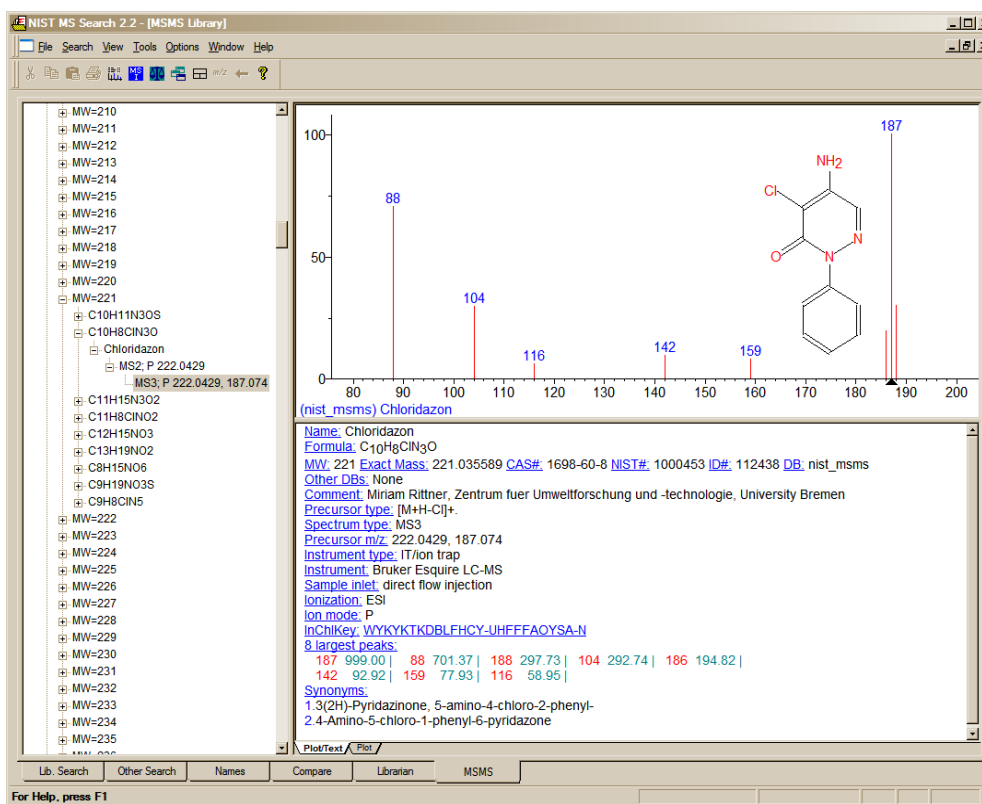 NIST MS Search 2.2 - [MSMS Library]
File Search View Tools Options Window Help
MS
m/z
?
MW=210
MW=211
MW=212
MW=213
MW=214
MW=215
MW=216
MW=217
MW=218
MW=219
MW=220
MW=221
C10H11N3OS
C10H8ClN3O
Chloridazon
MS2; P 222.0429
MS3; P 222.0429, 187.074
C11H15N3O2
C11H8ClNO2
C12H15NO3
C13H19NO2
C8H15NO6
C9H19NO3S
C9H8ClN5
MW=222
MW=223
MW=224
MW=225
MW=226
MW=227
MW=228
MW=229
MW=230
MW=231
MW=232
MW=233
MW=234
MW=235
100
50
0
88
104
116
142
159
187
NH2
Cl
O
N
N
80 90 100 110 120 130 140 150 160 170 180 190 200
(nist_msms) Chloridazon
Name: Chloridazon
Formula: C10H8ClN3O
MW: 221 Exact Mass: 221.035589 CAS#: 1698-60-8 NIST#: 1000453 ID#: 112438 DB: nist_msms
Other DBs: None
Comment: Miriam Rittner, Zentrum fuer Umweltforschung und -technologie, University Bremen
Precursor type: [M+H-Cl]+.
Spectrum type: MS3
Precursor m/z: 222.0429, 187.074
Instrument type: IT/ion trap
Instrument: Bruker Esquire LC-MS
Sample inlet: direct flow injection
Ionization: ESI
Ion mode: P
InChIKey: WYKYKTKDBLFHCY-UHFFFAOYSA-N
8 largest peaks:
187 999.00 | 88 701.37 | 188 297.73 | 104 292.74 | 186 194.82 |
142 92.92 | 159 77.93 | 116 58.95 |
Synonyms:
1.3(2H)-Pyridazinone, 5-amino-4-chloro-2-phenyl-
2.4-Amino-5-chloro-1-phenyl-6-pyridazone
Plot/Text Plot
Lib. Search Other Search Names Compare Librarian MSMS
For Help, press F1